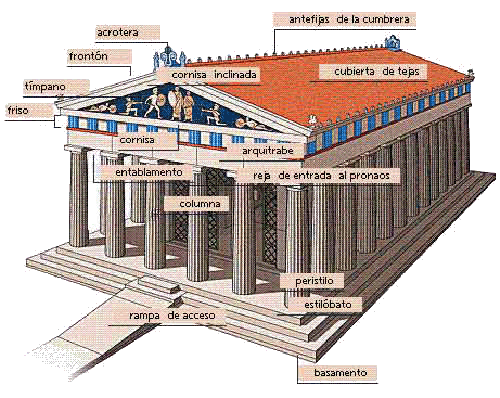 antefijas de la cumbrera
acrotera
frontón
cornisa inclinada
cubierta de tejas
tímpano
friso
cornisa
arquitrabe
entablamento
reja de entrada al pronaos
columna
peristilo
estilóbato
rampa de acceso
basamento